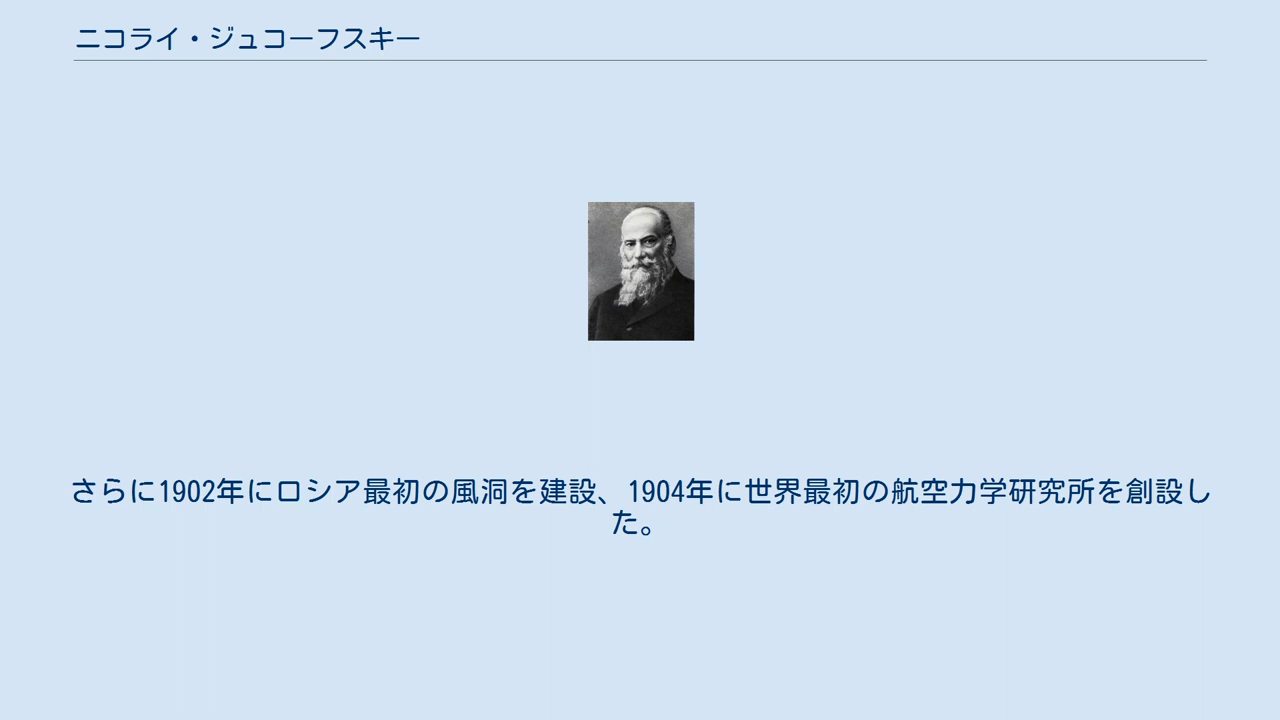 ニコライ・ジュコーフスキー
さらに1902年にロシア最初の風洞を建設、1904年に世界最初の航空力学研究所を創設し
た。